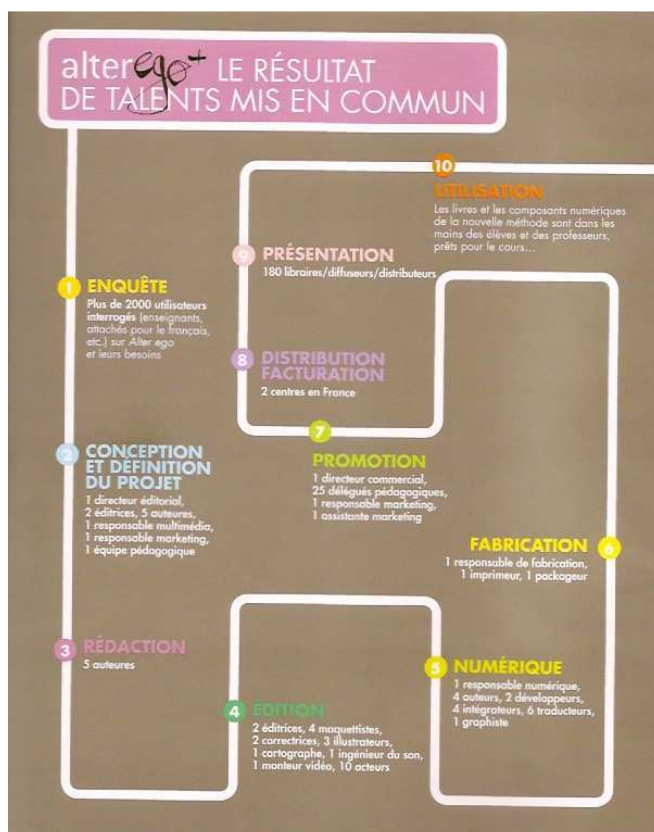 alter ego+ LE RÉSULTAT
DE TALENTS MIS EN COMMUN
1 ENQUÊTE
Plus de 2000 utilisateurs
interrogés (enseignants,
attachés pour le français,
etc.) sur Alter ego
et leurs besoins
2 CONCEPTION
ET DÉFINITION
DU PROJET
1 directeur éditorial,
2 éditrices, 5 auteures,
1 responsable multimédia,
1 responsable marketing,
1 équipe pédagogique
3 RÉDACTION
5 auteures
4 ÉDITION
2 éditrices, 4 maquettistes,
2 correctrices, 3 illustrateurs,
1 cartographe, 1 ingénieur du son,
1 monteur vidéo, 10 acteurs
5 NUMÉRIQUE
1 responsable numérique,
4 auteurs, 2 développeurs,
4 intégrateurs, 6 traducteurs,
1 graphiste
FABRICATION 6
1 responsable de fabrication,
1 imprimeur, 1 packageur
7
PROMOTION
1 directeur commercial,
25 délégués pédagogiques,
1 responsable marketing,
1 assistante marketing
8 DISTRIBUTION
FACTURATION
2 centres en France
9 PRÉSENTATION
180 libraires/diffuseurs/distributeurs
10
UTILISATION
Les livres et les composants numériques
de la nouvelle méthode sont dans les
mains des élèves et des professeurs,
prêts pour le cours...